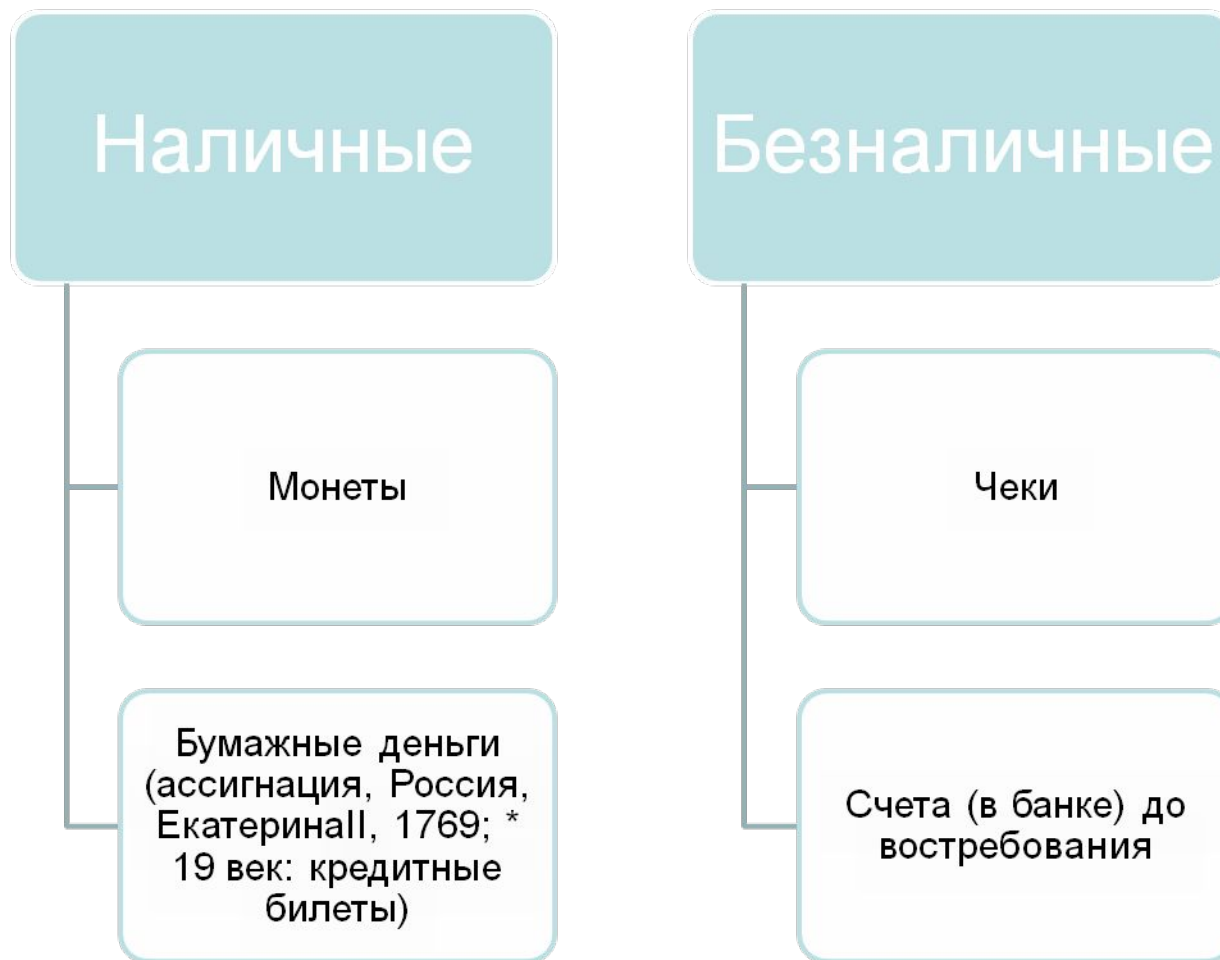 Наличные
Монеты
Бумажные деньги
(ассигнация, Россия,
ЕкатеринаII, 1769; *
19 век: кредитные
билеты)
Безналичные
Чеки
Счета (в банке) до
востребования